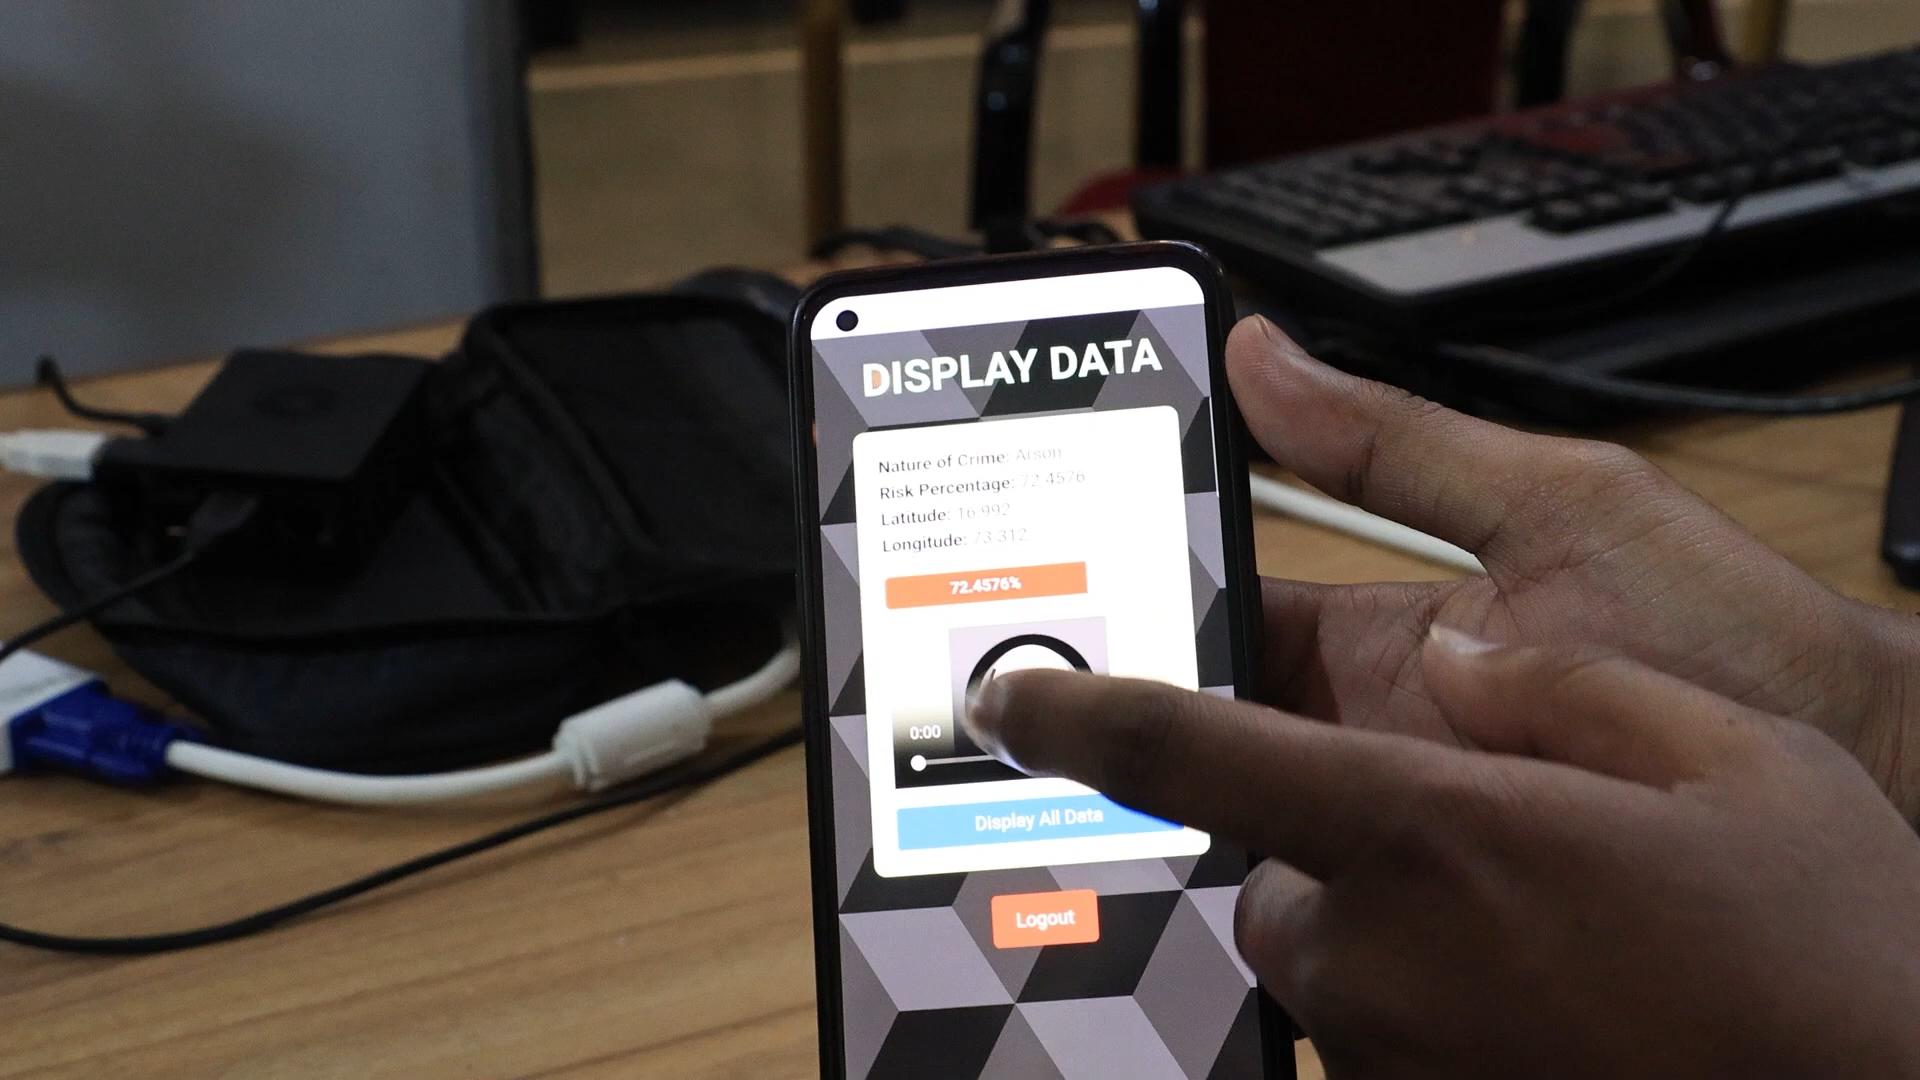 DISPLAY DATA
Nature of Crime: Arson
Risk Percentage: 72.4576
Latitude: 16.992
Longitude: 73.312
72.4576%
0:00
Display All Data
Logout